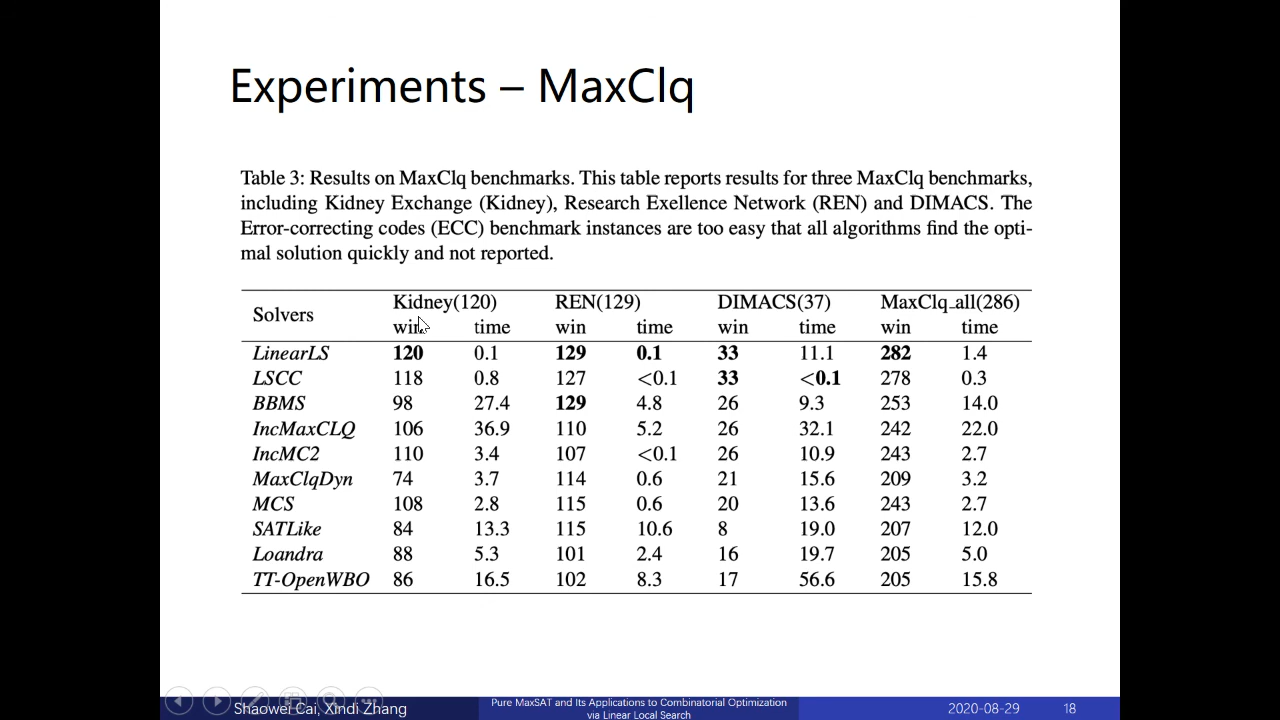 Experiments – MaxClq
Table 3: Results on MaxClq benchmarks. This table reports results for three MaxClq benchmarks,
including Kidney Exchange (Kidney), Research Exellence Network (REN) and DIMACS. The
Error-correcting codes (ECC) benchmark instances are too easy that all algorithms find the opti-
mal solution quickly and not reported.
Solvers Kidney(120) REN(129) DIMACS(37) MaxClq_all(286)
win time win time win time win time
LinearLS 120 0.1 129 0.1 33 11.1 282 1.4
LSCC 118 0.8 127 <0.1 33 <0.1 278 0.3
BBMS 98 27.4 129 4.8 26 9.3 253 14.0
IncMaxCLQ 106 36.9 110 5.2 26 32.1 242 22.0
IncMC2 110 3.4 107 <0.1 26 10.9 243 2.7
MaxClqDyn 74 3.7 114 0.6 21 15.6 209 3.2
MCS 108 2.8 115 0.6 20 13.6 243 2.7
SATLike 84 13.3 115 10.6 8 19.0 207 12.0
Loandra 88 5.3 101 2.4 16 19.7 205 5.0
TT-OpenWBO 86 16.5 102 8.3 17 56.6 205 15.8
Shaowei Cai, Xindi Zhang
Pure MaxSAT and Its Applications to Combinatorial Optimization
via Linear Local Search
2020-08-29
18